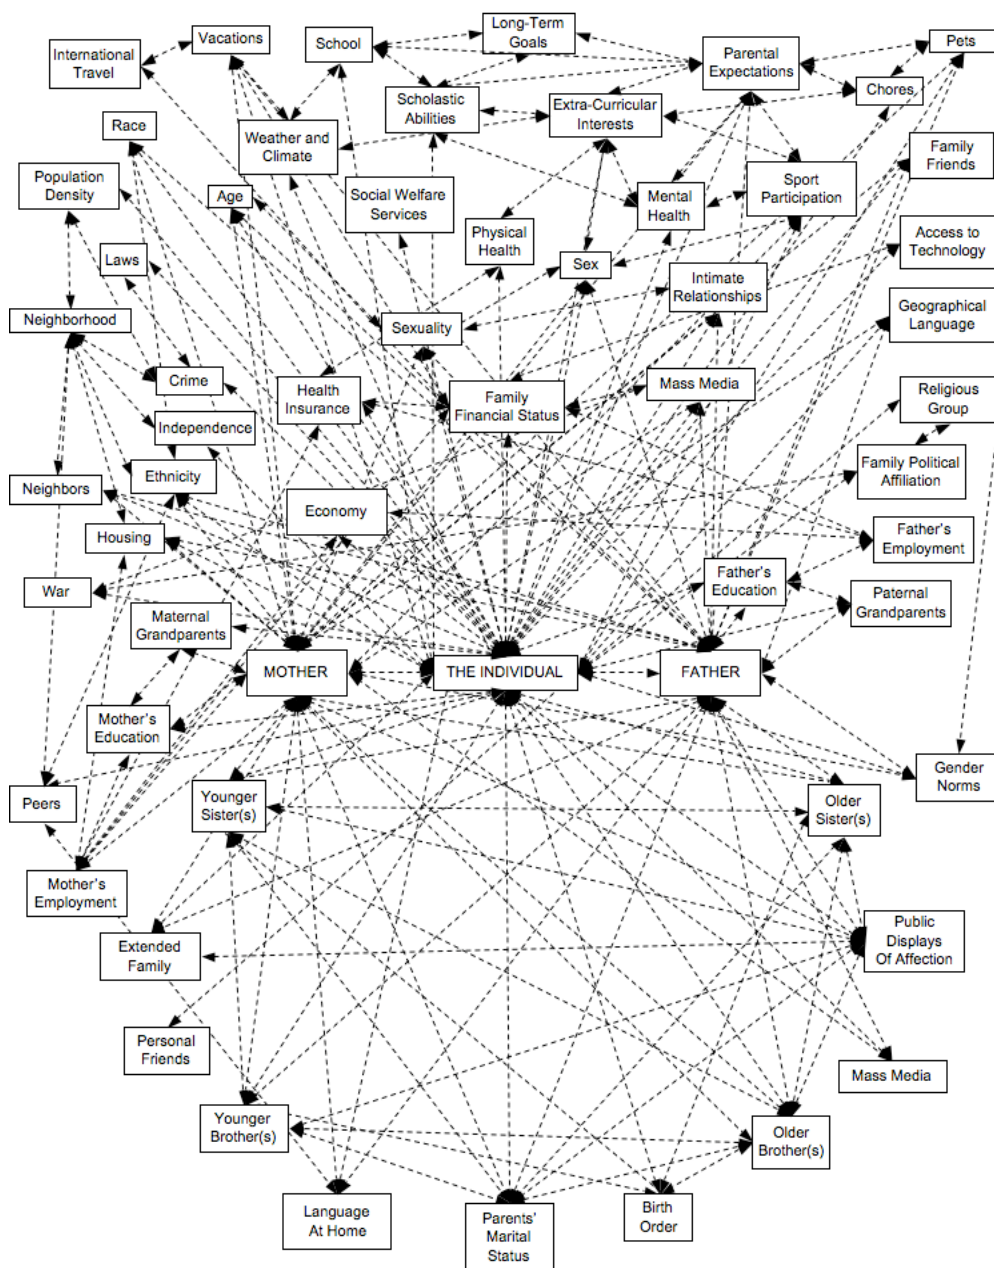 Long-Term
Goals
Vacations
School
Pets
International
Travel
Parental
Expectations
Chores
Scholastic
Abilities
Extra-Curricular
Interests
Race
Weather and
Climate
Family
Friends
Population
Density
Age
Social Welfare
Services
Mental
Health
Sport
Participation
Physical
Health
Access to
Technology
Laws
Sex
Intimate
Relationships
Geographical
Language
Neighborhood
Sexuality
Crime
Health
Insurance
Family
Financial Status
Mass Media
Religious
Group
Independence
Neighbors
Ethnicity
Family Political
Affiliation
Economy
Housing
Father's
Employment
War
Father's
Education
Paternal
Grandparents
Maternal
Grandparents
MOTHER
THE INDIVIDUAL
FATHER
Mother's
Education
Peers
Younger
Sister(s)
Older
Sister(s)
Gender
Norms
Mother's
Employment
Extended
Family
Public
Displays
Of Affection
Personal
Friends
Mass Media
Younger
Brother(s)
Older
Brother(s)
Language
At Home
Parents'
Marital
Status
Birth
Order